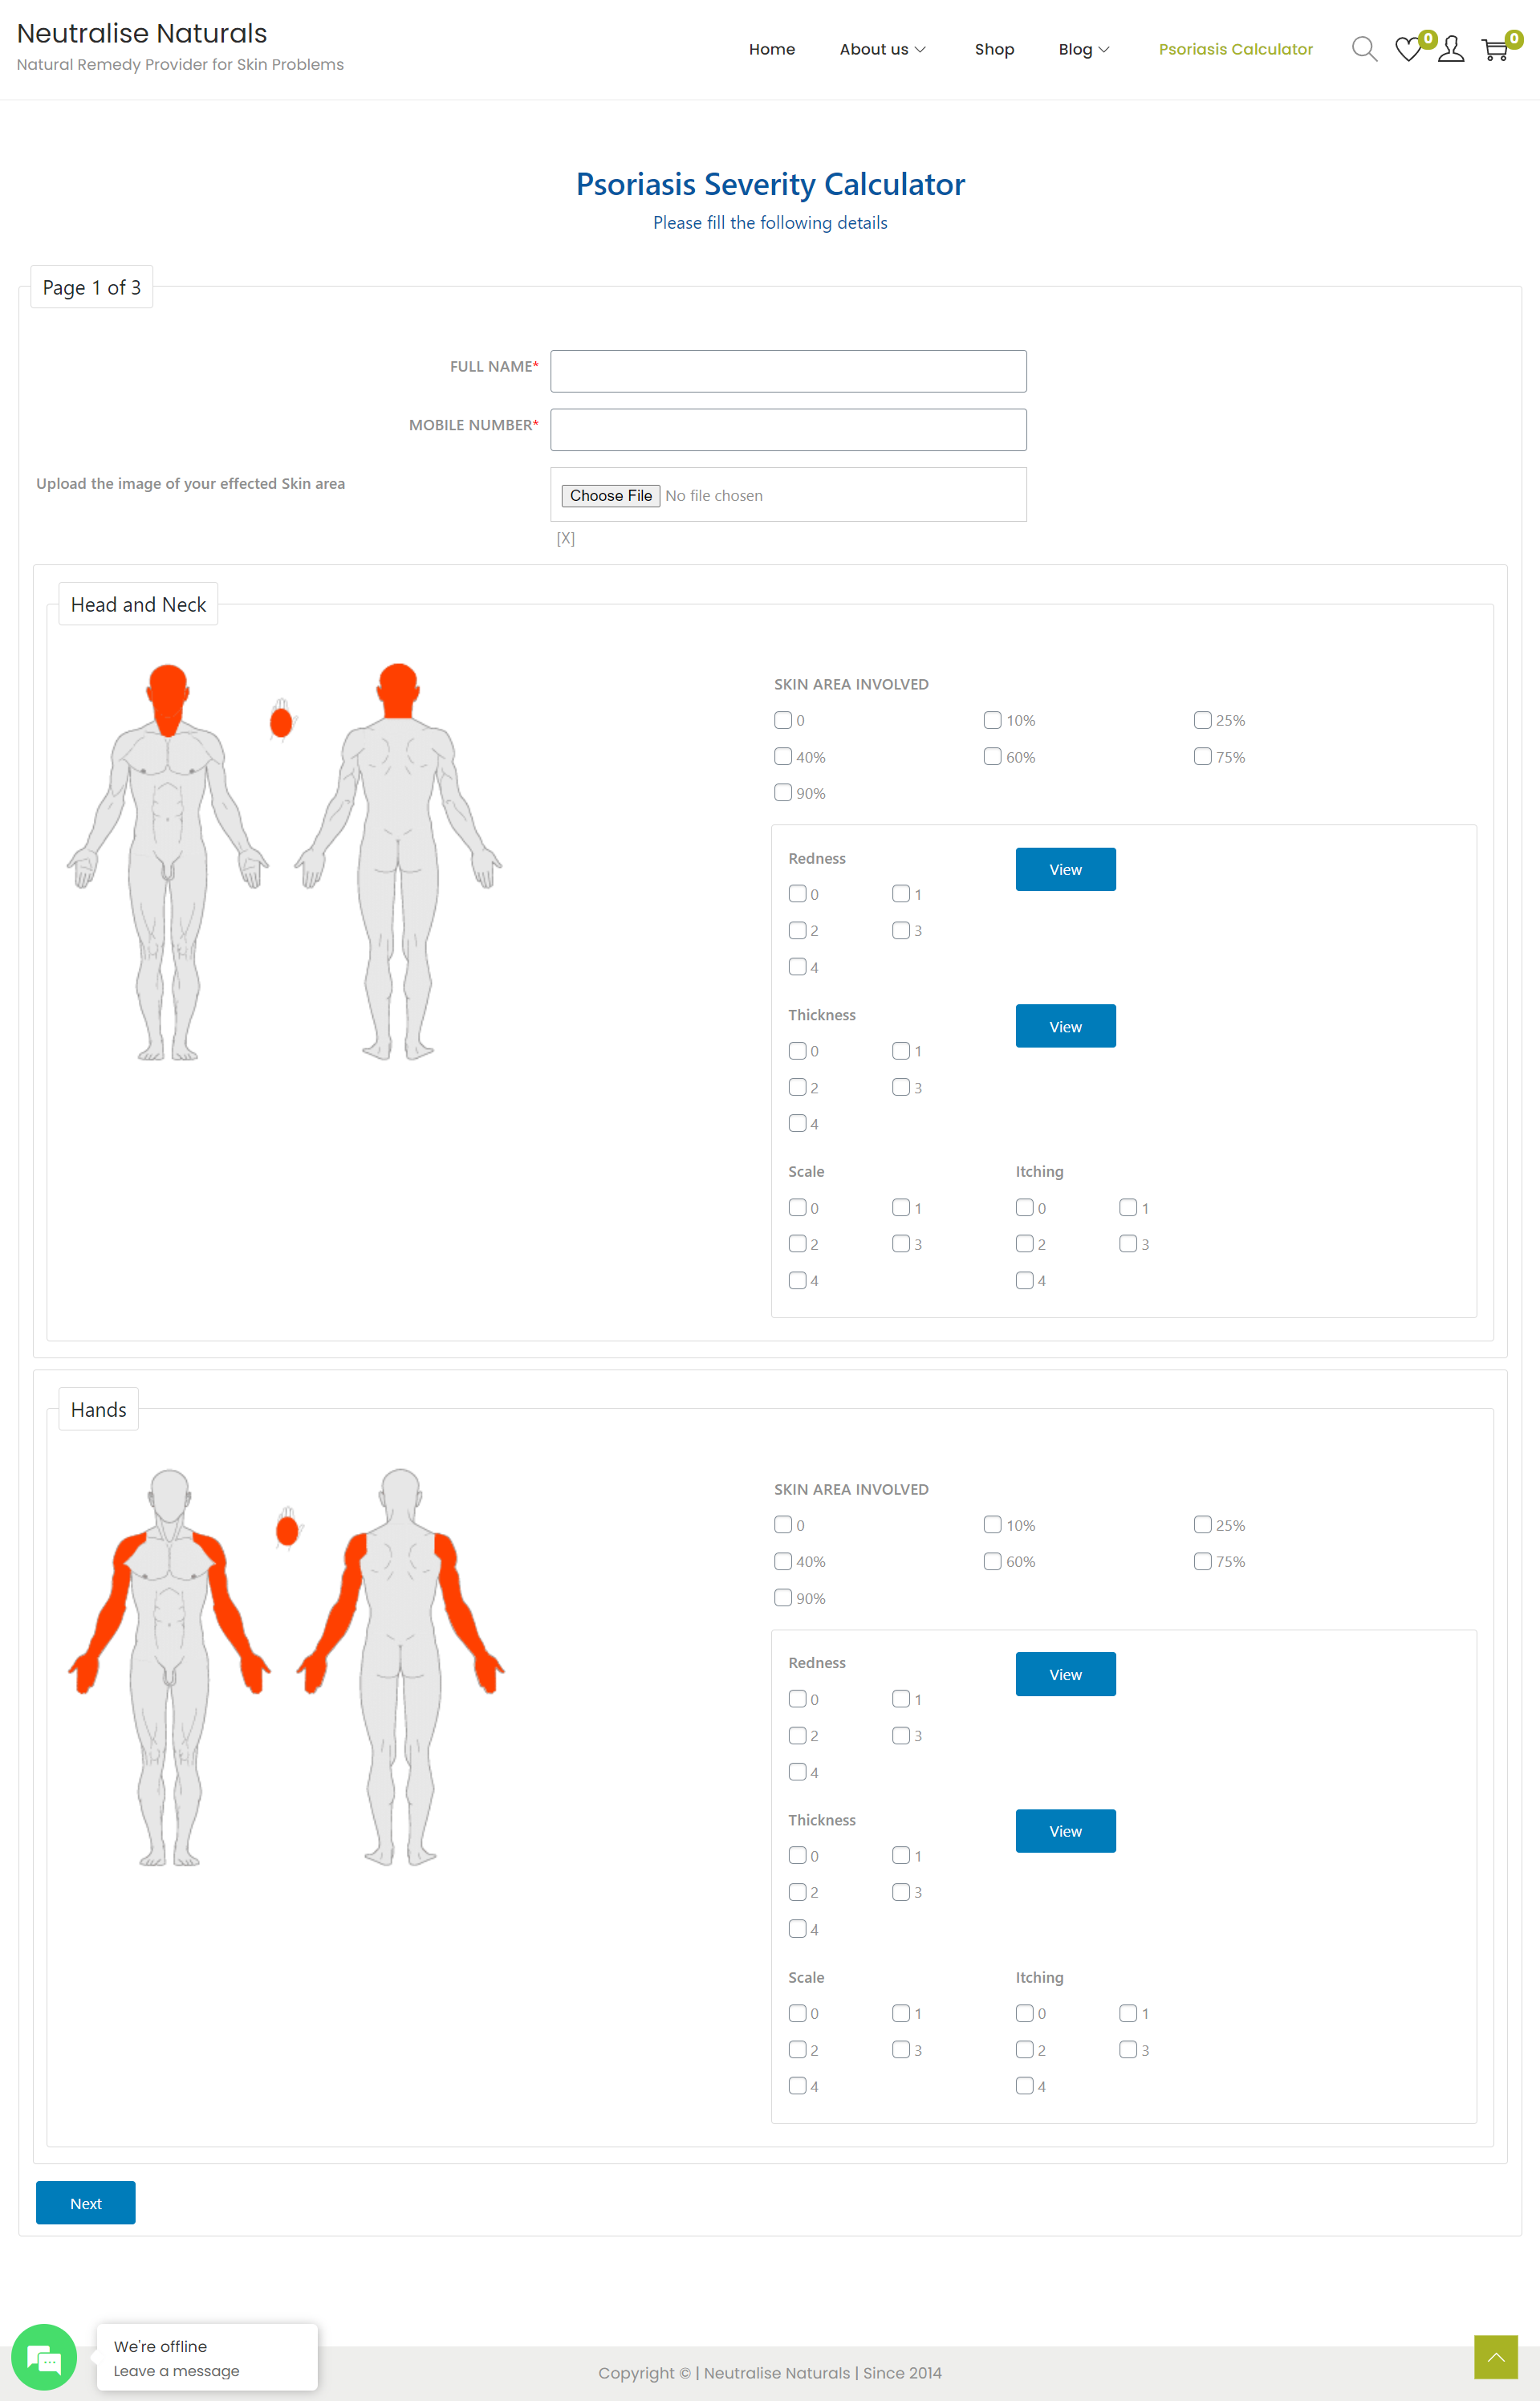 Neutralise Naturals
Natural Remedy Provider for Skin Problems
Home About us Shop Blog Psoriasis Calculator 0 0
Psoriasis Severity Calculator
Please fill the following details
Page 1 of 3
FULL NAME*
MOBILE NUMBER*
Upload the image of your effected Skin area
Choose File No file chosen
[X]
Head and Neck
SKIN AREA INVOLVED
0 10% 25%
40% 60% 75%
90%
Redness View
0 1
2 3
4
Thickness View
0 1
2 3
4
Scale Itching
0 1 0 1
2 3 2 3
4 4
Hands
SKIN AREA INVOLVED
0 10% 25%
40% 60% 75%
90%
Redness View
0 1
2 3
4
Thickness View
0 1
2 3
4
Scale Itching
0 1 0 1
2 3 2 3
4 4
Next
We're offline
Leave a message
Copyright © | Neutralise Naturals | Since 2014